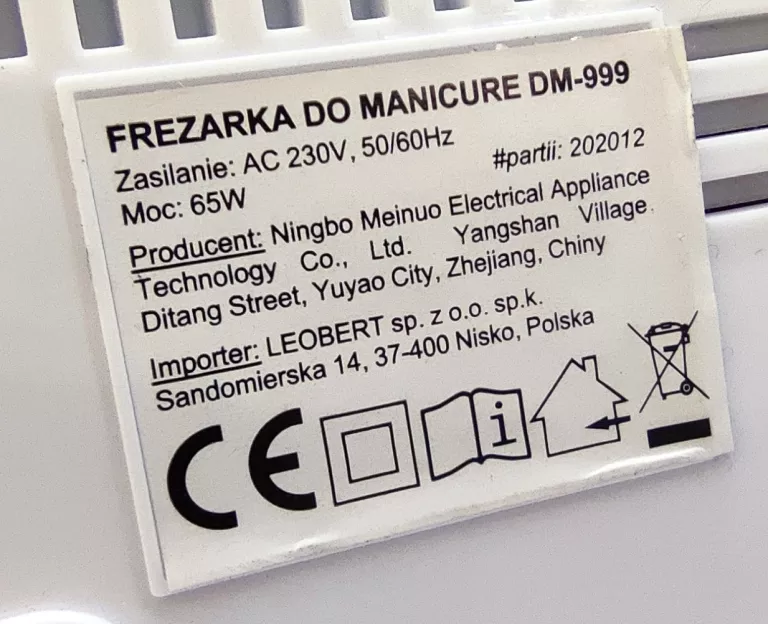 FREZARKA DO MANICURE DM-999
Zasilanie: AC 230V, 50/60Hz
Moc: 65W
#partii: 202012
Producent: Ningbo Meinuo Electrical Appliance
Technology Co., Ltd. Yangshan Village
Ditang Street, Yuyao City, Zhejiang, Chiny
Importer: LEOBERT sp. z o.o. sp.k.
Sandomierska 14, 37-400 Nisko, Polska
CE
i